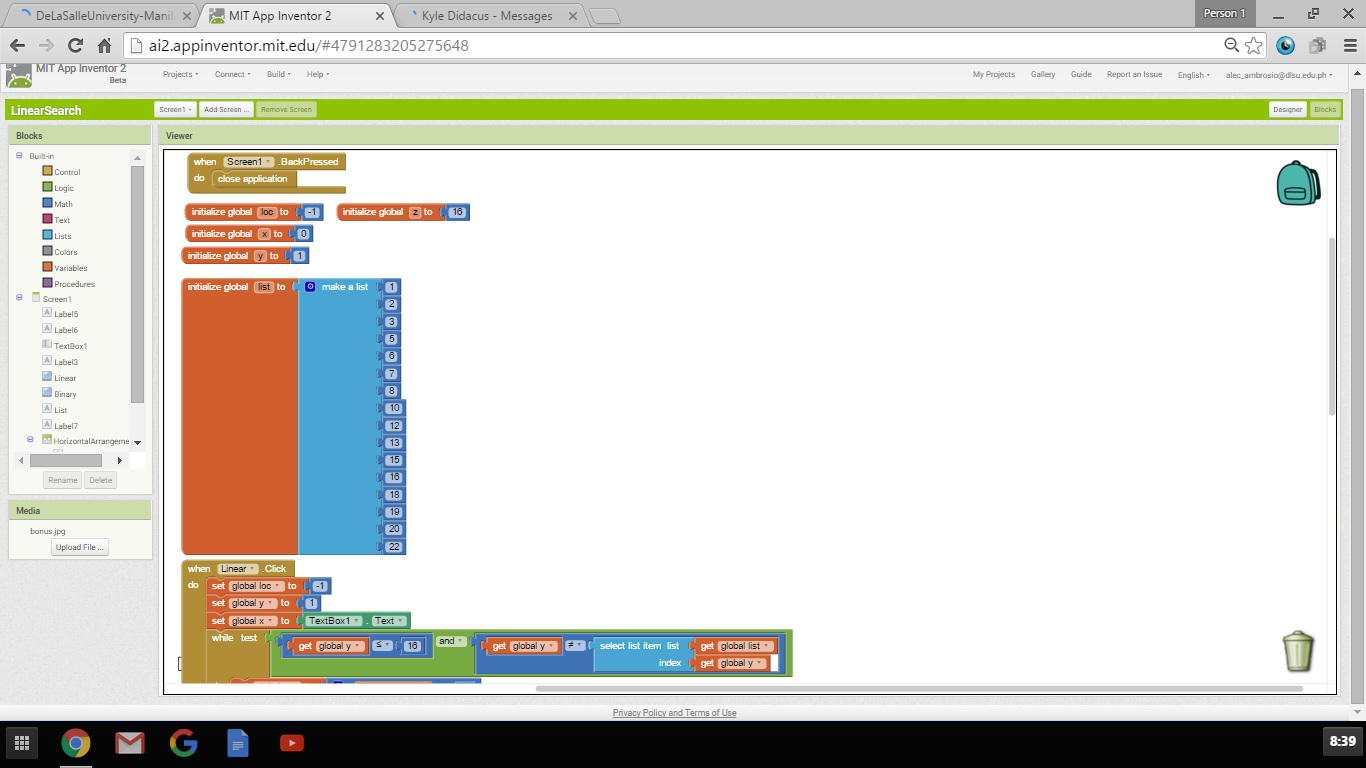 DeLaSalleUniversity-Manil
MIT App Inventor 2
Kyle Didacus - Messages
Person 1
ai2.appinventor.mit.edu/#4791283205275648
MIT App Inventor 2
Beta
Projects
Connect
Build
Help
My Projects
Gallery
Guide
Report an Issue
English
alec_ambrosio@dlsu.edu.ph
LinearSearch
Screen1
Add Screen ...
Remove Screen
Designer
Blocks
Blocks
Built-in
Control
Logic
Math
Text
Lists
Colors
Variables
Procedures
Screen1
Label5
Label6
TextBox1
Label3
Linear
Binary
List
Label7
HorizontalArrangeme
Rename
Delete
Media
bonus.jpg
Upload File ...
Viewer
when Screen1 .BackPressed
do close application
initialize global loc to -1
initialize global z to 16
initialize global x to 0
initialize global y to 1
initialize global list to make a list 1
2
3
5
6
7
8
10
12
13
15
16
18
19
20
22
when Linear .Click
do set global loc to -1
set global y to 1
set global x to TextBox1 . Text
while test get global y ≤ 16 and get global y ≠ select list item list get global list
index get global y
Privacy Policy and Terms of Use
8:39